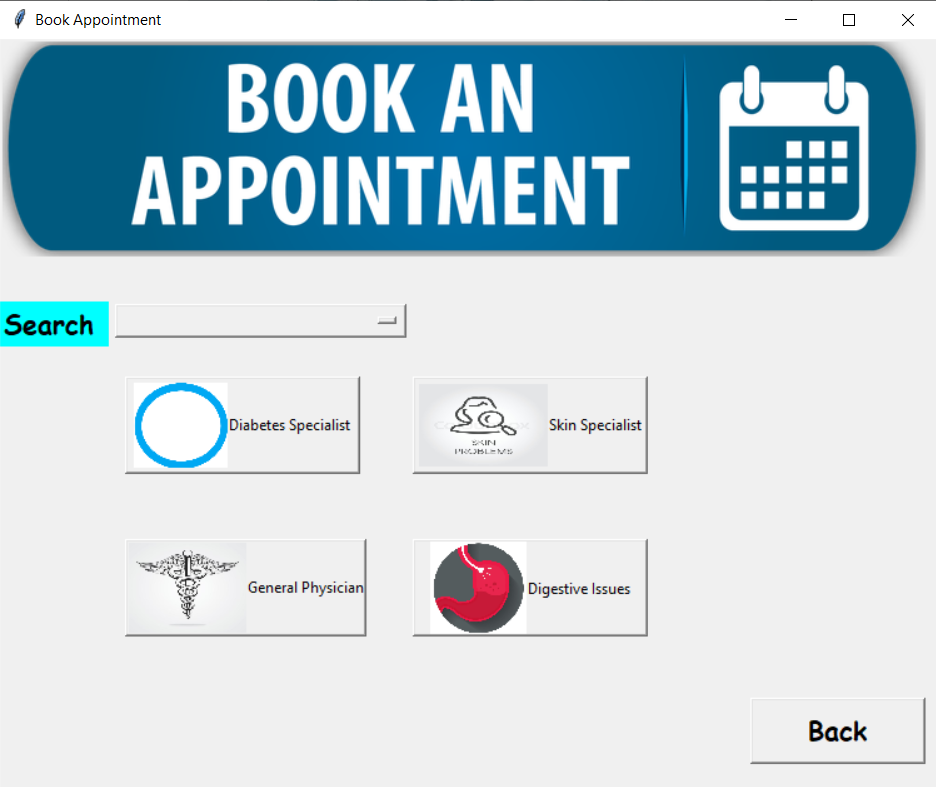 Book Appointment
BOOK AN
APPOINTMENT
Search
Diabetes Specialist
SKIN
PROBLEMS
Skin Specialist
General Physician
Digestive Issues
Back